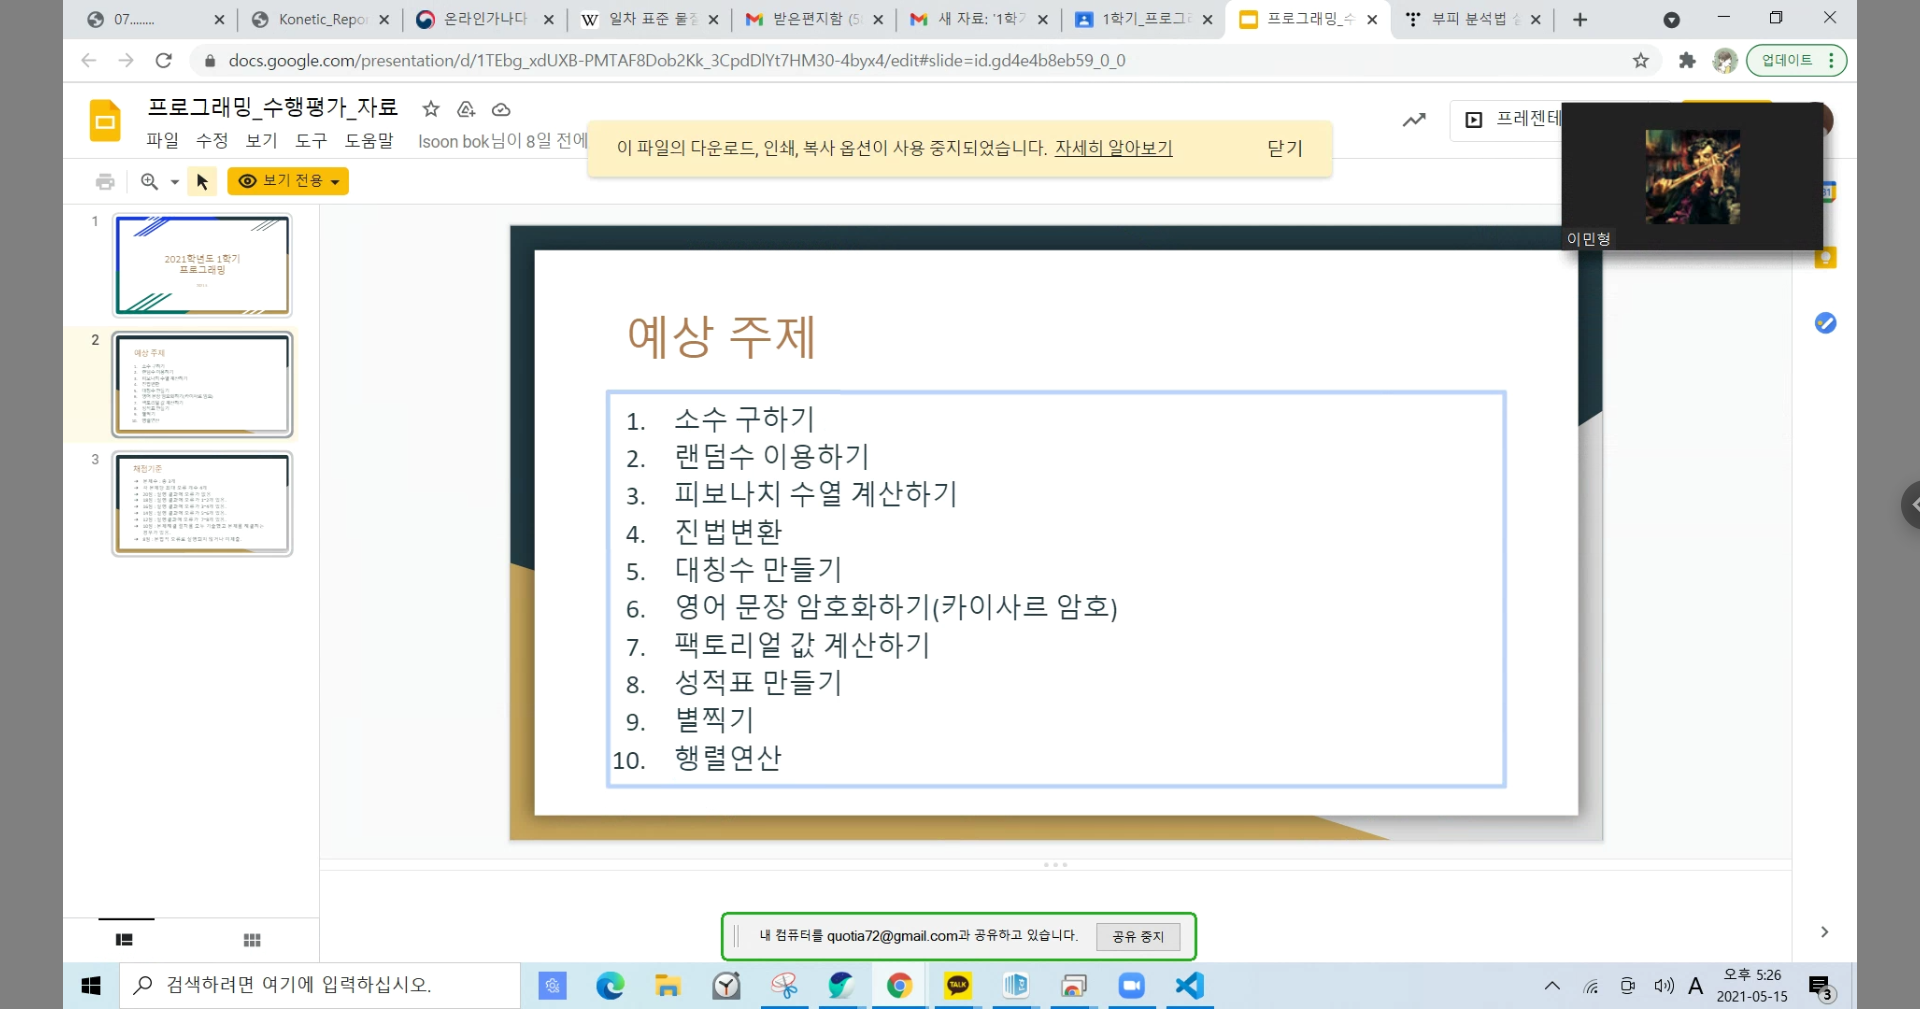 07........
Konetic_Repo
온라인가나다
일차 표준 물질
받은편지함 (5
새 자료: '1학기
1학기_프로그
프로그래밍_수
부피 분석법
docs.google.com/presentation/d/1TEbg_xdUXB-PMTAF8Dob2Kk_3CpdDlYt7HM30-4byx4/edit#slide=id.gd4e4b8eb59_0_0
업데이트
프로그래밍_수행평가_자료
파일 수정 보기 도구 도움말 Isoon bok님이 8일 전에
이 파일의 다운로드, 인쇄, 복사 옵션이 사용 중지되었습니다. 자세히 알아보기 닫기
프레젠테
이민형
보기 전용
1
2021학년도 1학기
프로그래밍
2
예상 주제
3
채점기준
예상 주제
1. 소수 구하기
2. 랜덤수 이용하기
3. 피보나치 수열 계산하기
4. 진법변환
5. 대칭수 만들기
6. 영어 문장 암호화하기(카이사르 암호)
7. 팩토리얼 값 계산하기
8. 성적표 만들기
9. 별찍기
10. 행렬연산
내 컴퓨터를 quotia72@gmail.com과 공유하고 있습니다. 공유 중지
검색하려면 여기에 입력하십시오.
TALK
A
오후 5:26
2021-05-15
3